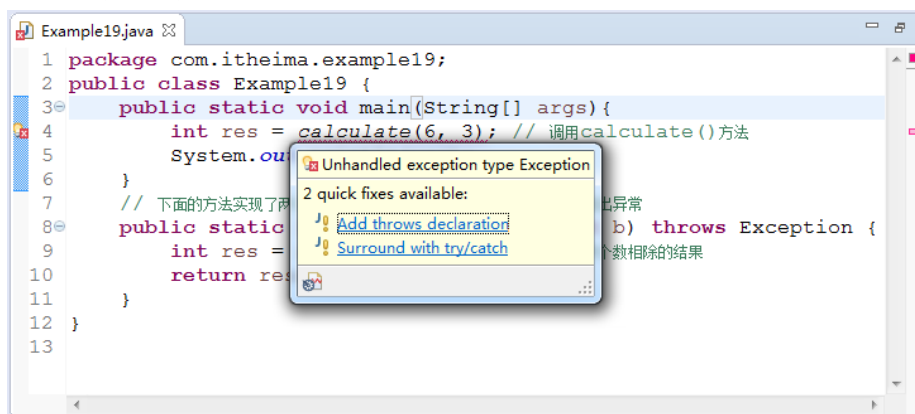 Example19.java
1 package com.itheima.example19;
2 public class Example19 {
3 public static void main(String[] args){
4 int res = calculate(6, 3); // 调用calculate()方法
5 System.ou
Unhandled exception type Exception
6 }
2 quick fixes available:
7 // 下面的方法实现了两 出异常
Add throws declaration
8 public static b) throws Exception {
Surround with try/catch
9 int res = 个数相除的结果
10 return res
11 }
12 }
13